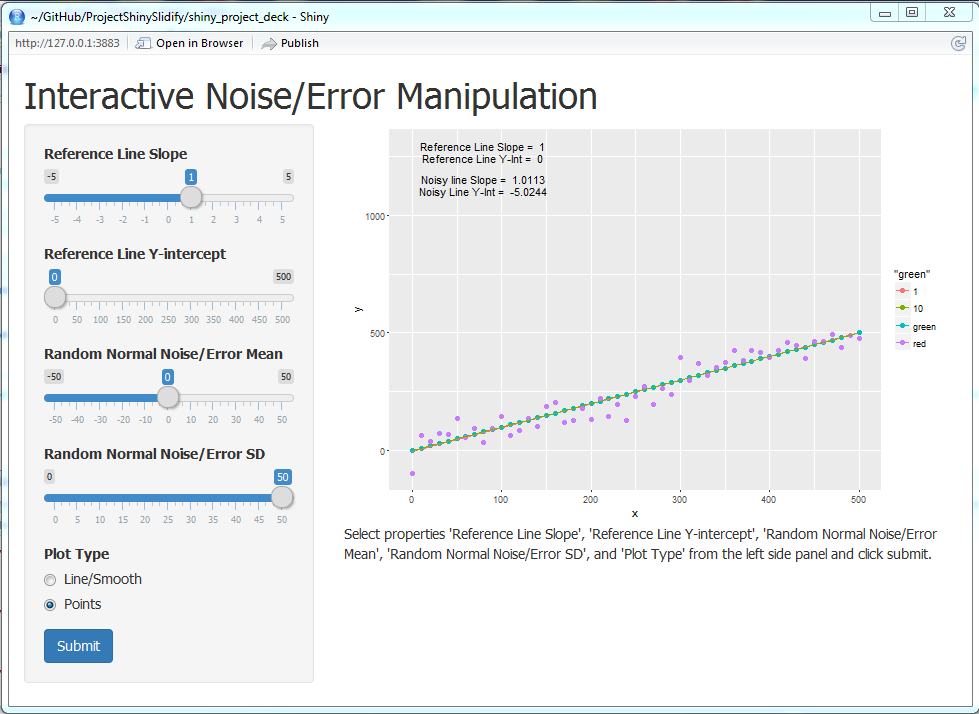 ~/GitHub/ProjectShinySlidify/shiny_project_deck - Shiny
http://127.0.0.1:3883 Open in Browser Publish
Interactive Noise/Error Manipulation
Reference Line Slope
-5 1 5
-5 -4 -3 -2 -1 0 1 2 3 4 5
Reference Line Y-intercept
0 500
0 50 100 150 200 250 300 350 400 450 500
Random Normal Noise/Error Mean
-50 0 50
-50 -40 -30 -20 -10 0 10 20 30 40 50
Random Normal Noise/Error SD
0 50
0 5 10 15 20 25 30 35 40 45 50
Plot Type
Line/Smooth
Points
Submit
Reference Line Slope = 1
Reference Line Y-Int = 0
Noisy line Slope = 1.0113
Noisy Line Y-Int = -5.0244
1000
y
500
0
0 100 200 300 400 500
x
"green"
1
10
green
red
Select properties 'Reference Line Slope', 'Reference Line Y-intercept', 'Random Normal Noise/Error
Mean', 'Random Normal Noise/Error SD', and 'Plot Type' from the left side panel and click submit.